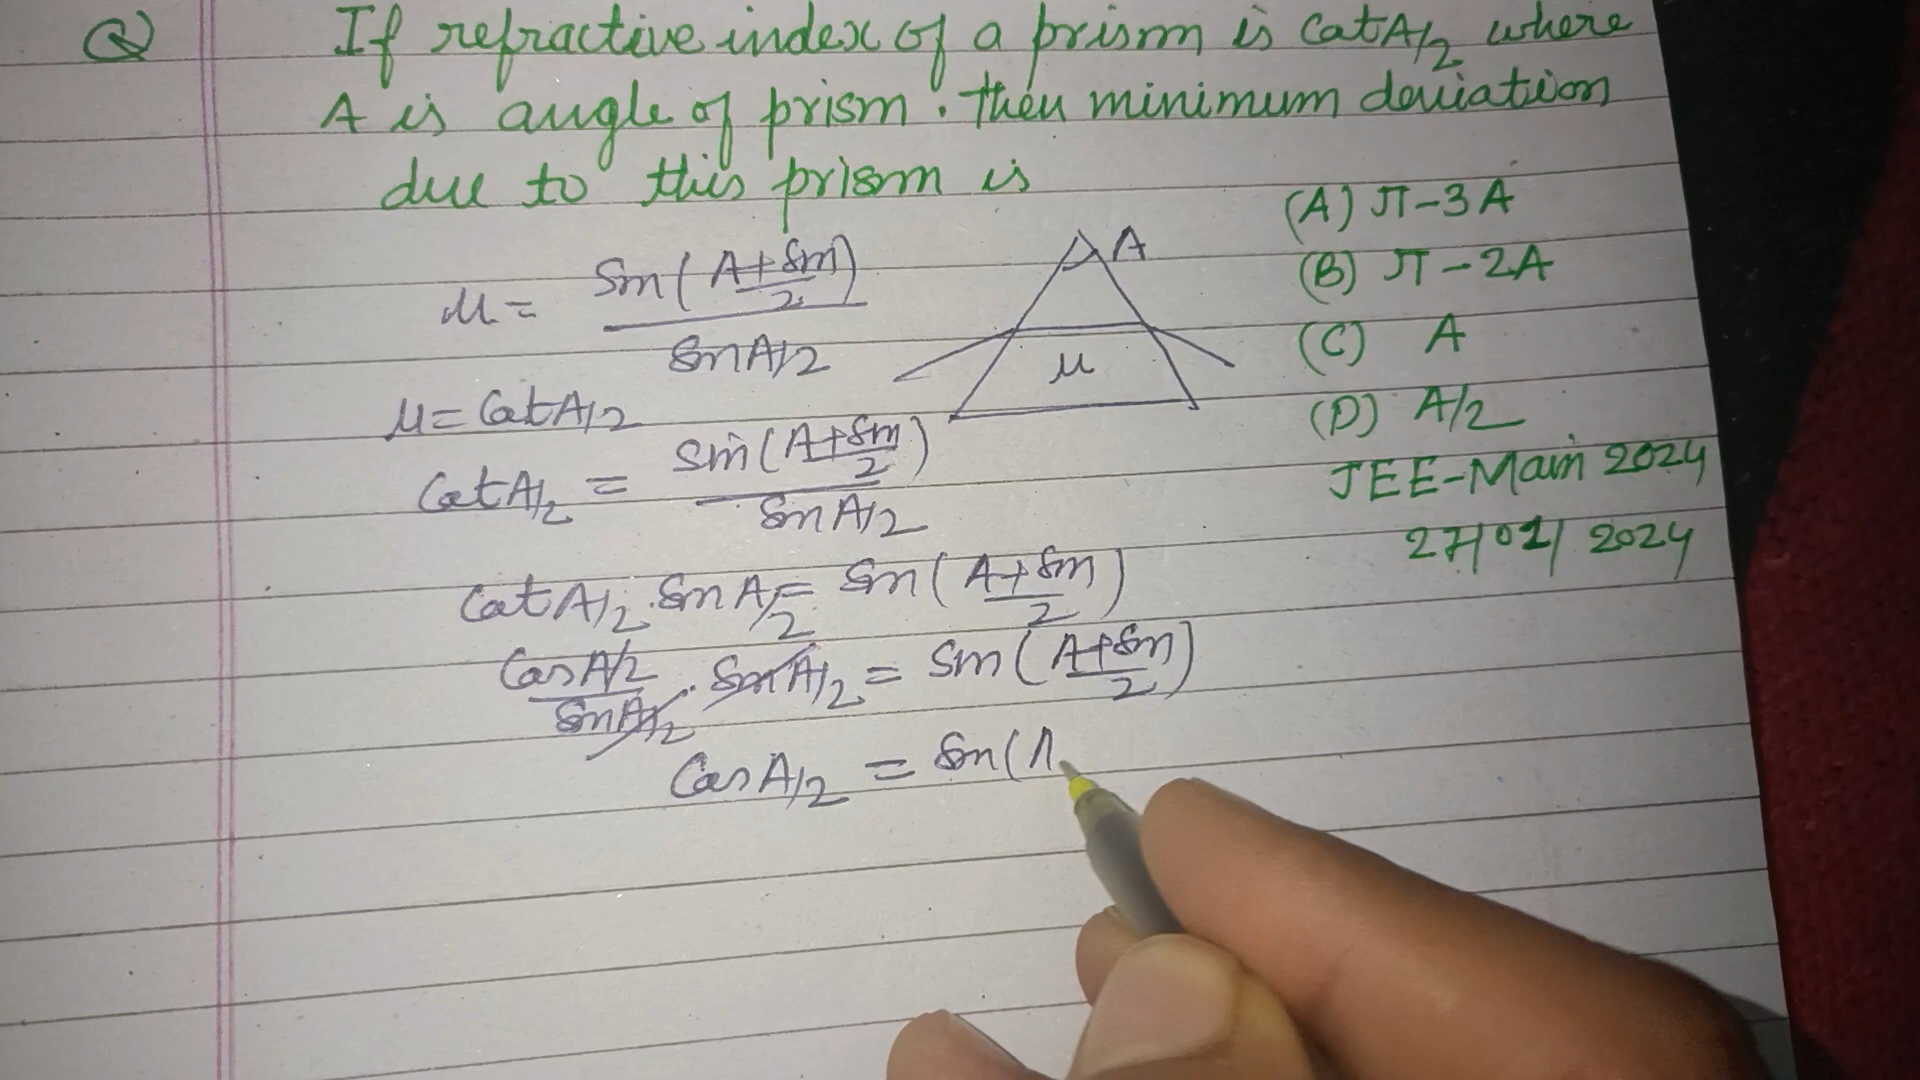 Q If refractive index of a prism is Cot A/2 where
A is angle of prism. Then minimum deviation
due to this prism is
(A) π-3A
(B) π-2A
(C) A
(D) A/2
JEE-Main 2024
27/01/2024
A
μ
μ = Sin(A+δm/2)/SinA/2
μ = CotA/2
CotA/2 = Sin(A+δm/2)/SinA/2
CotA/2 . SinA/2 = Sin(A+δm/2)
CosA/2/SinA/2 . SinA/2 = Sin(A+δm/2)
CosA/2 = Sin(A